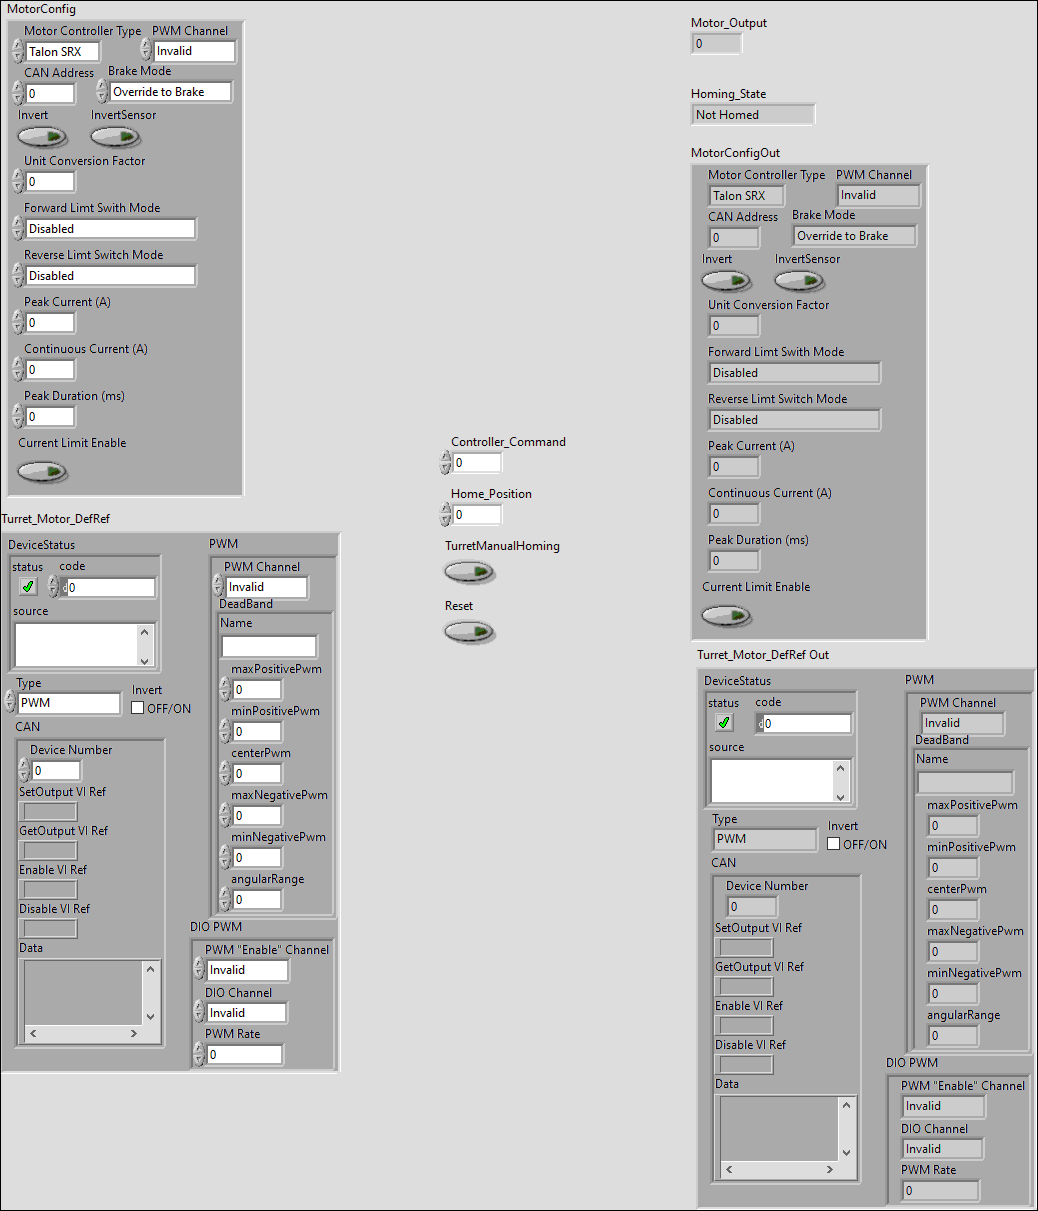 MotorConfig
Motor Controller Type PWM Channel
Talon SRX Invalid
CAN Address Brake Mode
0 Override to Brake
Invert InvertSensor
Unit Conversion Factor
0
Forward Limt Swith Mode
Disabled
Reverse Limt Switch Mode
Disabled
Peak Current (A)
0
Continuous Current (A)
0
Peak Duration (ms)
0
Current Limit Enable
Turret_Motor_DefRef
DeviceStatus
status code
d0
source
Type
PWM
Invert
OFF/ON
CAN
Device Number
0
SetOutput VI Ref
GetOutput VI Ref
Enable VI Ref
Disable VI Ref
Data
PWM
PWM Channel
Invalid
DeadBand
Name
maxPositivePwm
0
minPositivePwm
0
centerPwm
0
maxNegativePwm
0
minNegativePwm
0
angularRange
0
DIO PWM
PWM "Enable" Channel
Invalid
DIO Channel
Invalid
PWM Rate
0
Controller_Command
0
Home_Position
0
TurretManualHoming
Reset
Motor_Output
0
Homing_State
Not Homed
MotorConfigOut
Motor Controller Type PWM Channel
Talon SRX Invalid
CAN Address Brake Mode
0 Override to Brake
Invert InvertSensor
Unit Conversion Factor
0
Forward Limt Swith Mode
Disabled
Reverse Limt Switch Mode
Disabled
Peak Current (A)
0
Continuous Current (A)
0
Peak Duration (ms)
0
Current Limit Enable
Turret_Motor_DefRef Out
DeviceStatus
status code
d0
source
Type
PWM
Invert
OFF/ON
CAN
Device Number
0
SetOutput VI Ref
GetOutput VI Ref
Enable VI Ref
Disable VI Ref
Data
PWM
PWM Channel
Invalid
DeadBand
Name
maxPositivePwm
0
minPositivePwm
0
centerPwm
0
maxNegativePwm
0
minNegativePwm
0
angularRange
0
DIO PWM
PWM "Enable" Channel
Invalid
DIO Channel
Invalid
PWM Rate
0